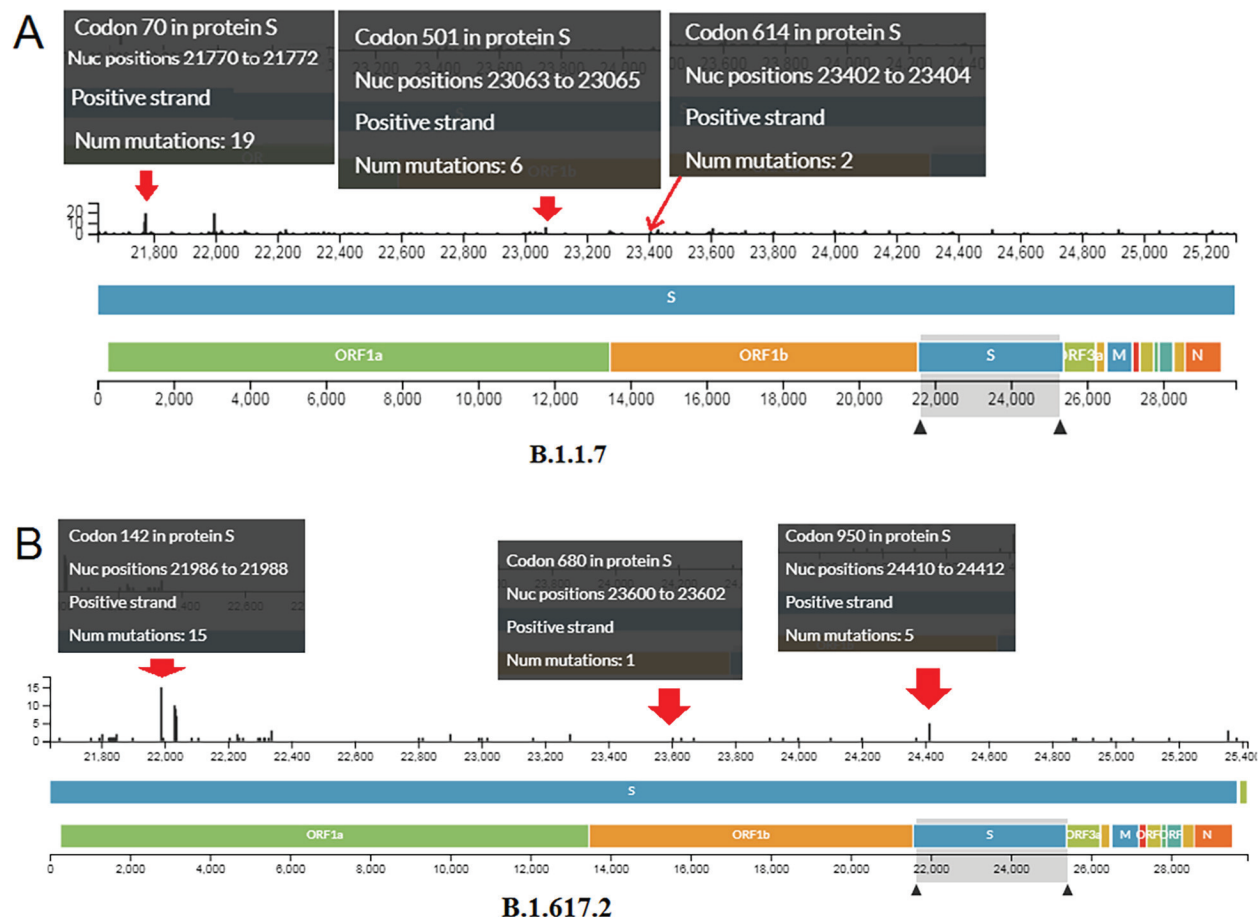 A
Codon 70 in protein S
Nuc positions 21770 to 21772
Positive strand
Num mutations: 19
Codon 501 in protein S
Nuc positions 23063 to 23065
Positive strand
Num mutations: 6
Codon 614 in protein S
Nuc positions 23402 to 23404
Positive strand
Num mutations: 2
20
10
0
21,800 22,000 22,200 22,400 22,600 22,800 23,000 23,200 23,400 23,600 23,800 24,000 24,200 24,400 24,600 24,800 25,000 25,200
S
ORF1a ORF1b S ORF3a M N
0 2,000 4,000 6,000 8,000 10,000 12,000 14,000 16,000 18,000 20,000 22,000 24,000 26,000 28,000
B.1.1.7
B
Codon 142 in protein S
Nuc positions 21986 to 21988
Positive strand
Num mutations: 15
Codon 680 in protein S
Nuc positions 23600 to 23602
Positive strand
Num mutations: 1
Codon 950 in protein S
Nuc positions 24410 to 24412
Positive strand
Num mutations: 5
15
10
5
0
21,800 22,000 22,200 22,400 22,600 22,800 23,000 23,200 23,400 23,600 23,800 24,000 24,200 24,400 24,600 24,800 25,000 25,200 25,400
S
ORF1a ORF1b S ORF3a M ORF ORF N
0 2,000 4,000 6,000 8,000 10,000 12,000 14,000 16,000 18,000 20,000 22,000 24,000 26,000 28,000
B.1.617.2